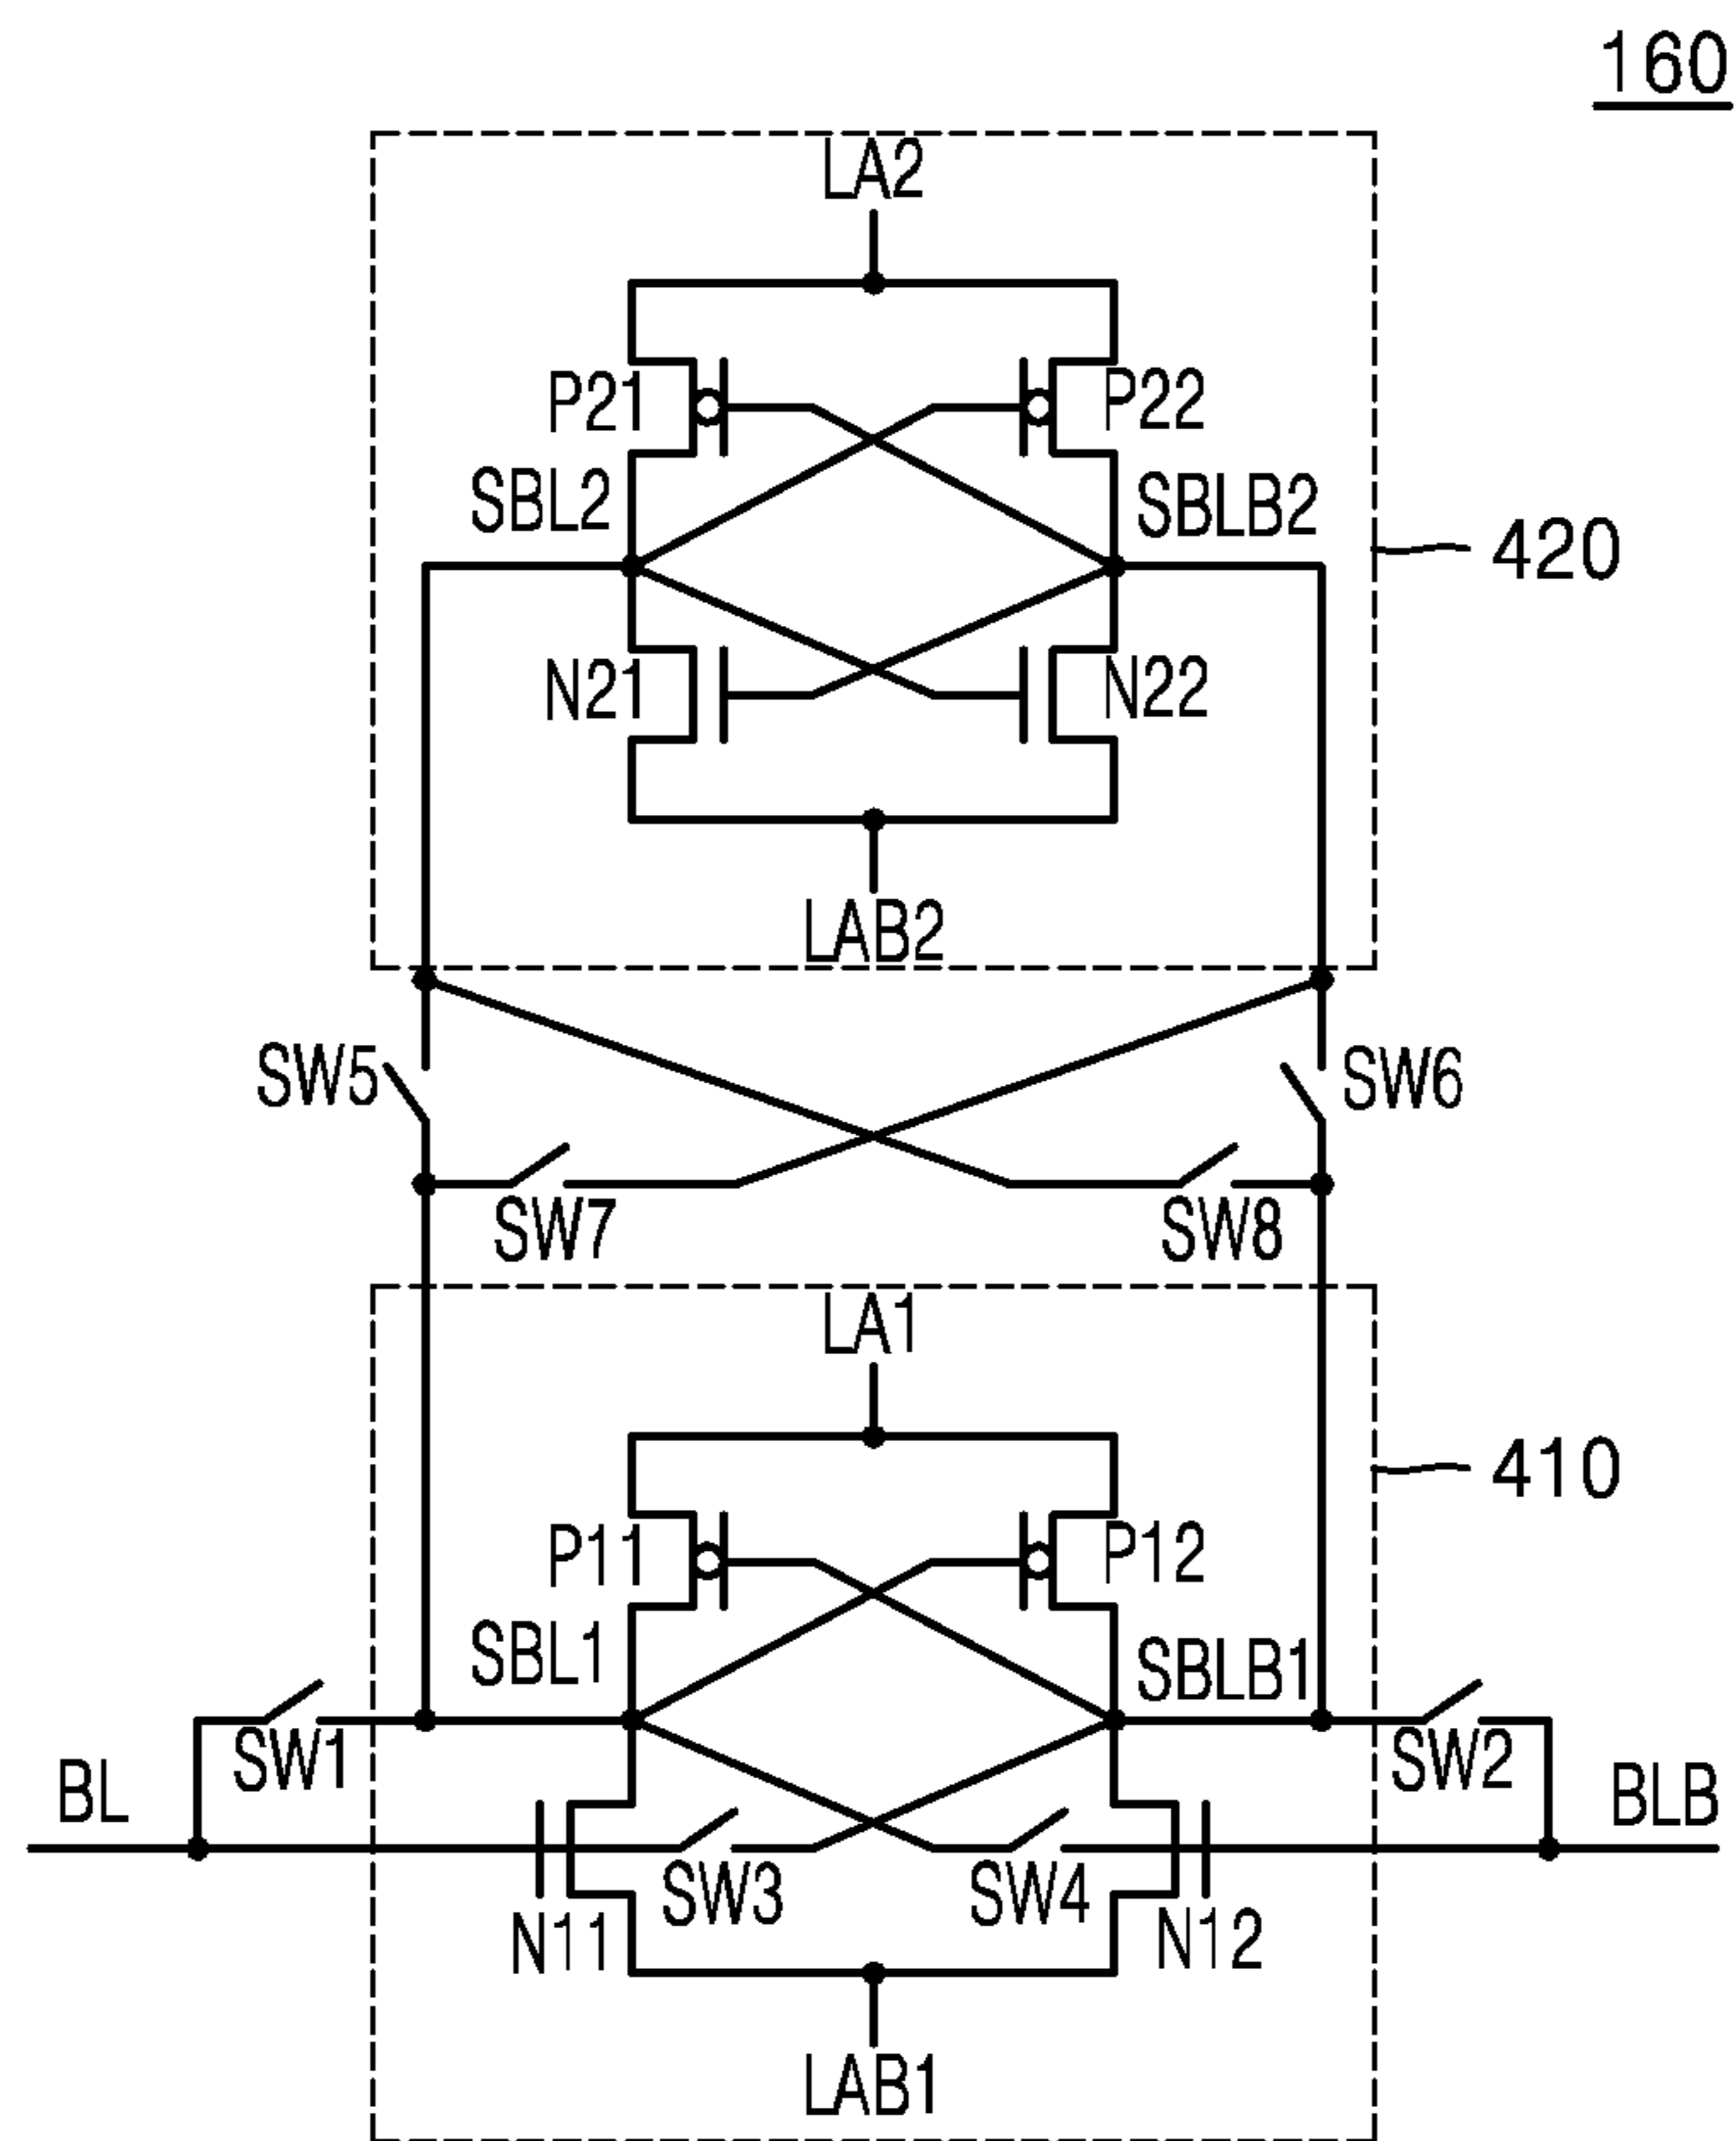 160
LA2
P21
P22
SBL2
SBLB2
420
N21
N22
LAB2
SW5
SW6
SW7
SW8
LA1
410
P11
P12
SBL1
SBLB1
SW1
SW2
BL
BLB
SW3
SW4
N11
N12
LAB1